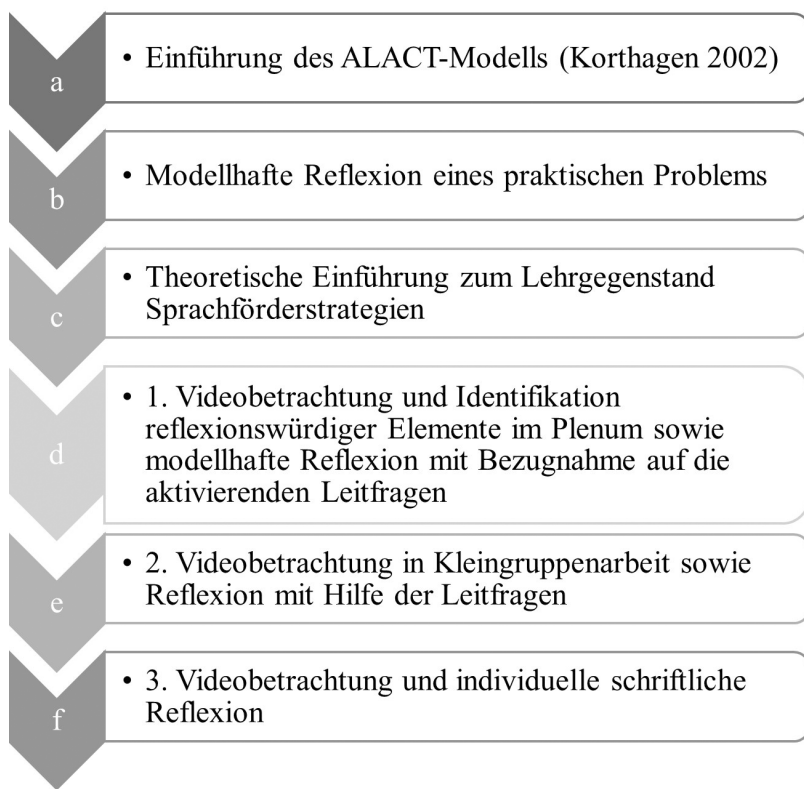 a
• Einführung des ALACT-Modells (Korthagen 2002)
b
• Modellhafte Reflexion eines praktischen Problems
c
• Theoretische Einführung zum Lehrgegenstand
Sprachförderstrategien
d
• 1. Videobetrachtung und Identifikation
reflexionswürdiger Elemente im Plenum sowie
modellhafte Reflexion mit Bezugnahme auf die
aktivierenden Leitfragen
e
• 2. Videobetrachtung in Kleingruppenarbeit sowie
Reflexion mit Hilfe der Leitfragen
f
• 3. Videobetrachtung und individuelle schriftliche
Reflexion